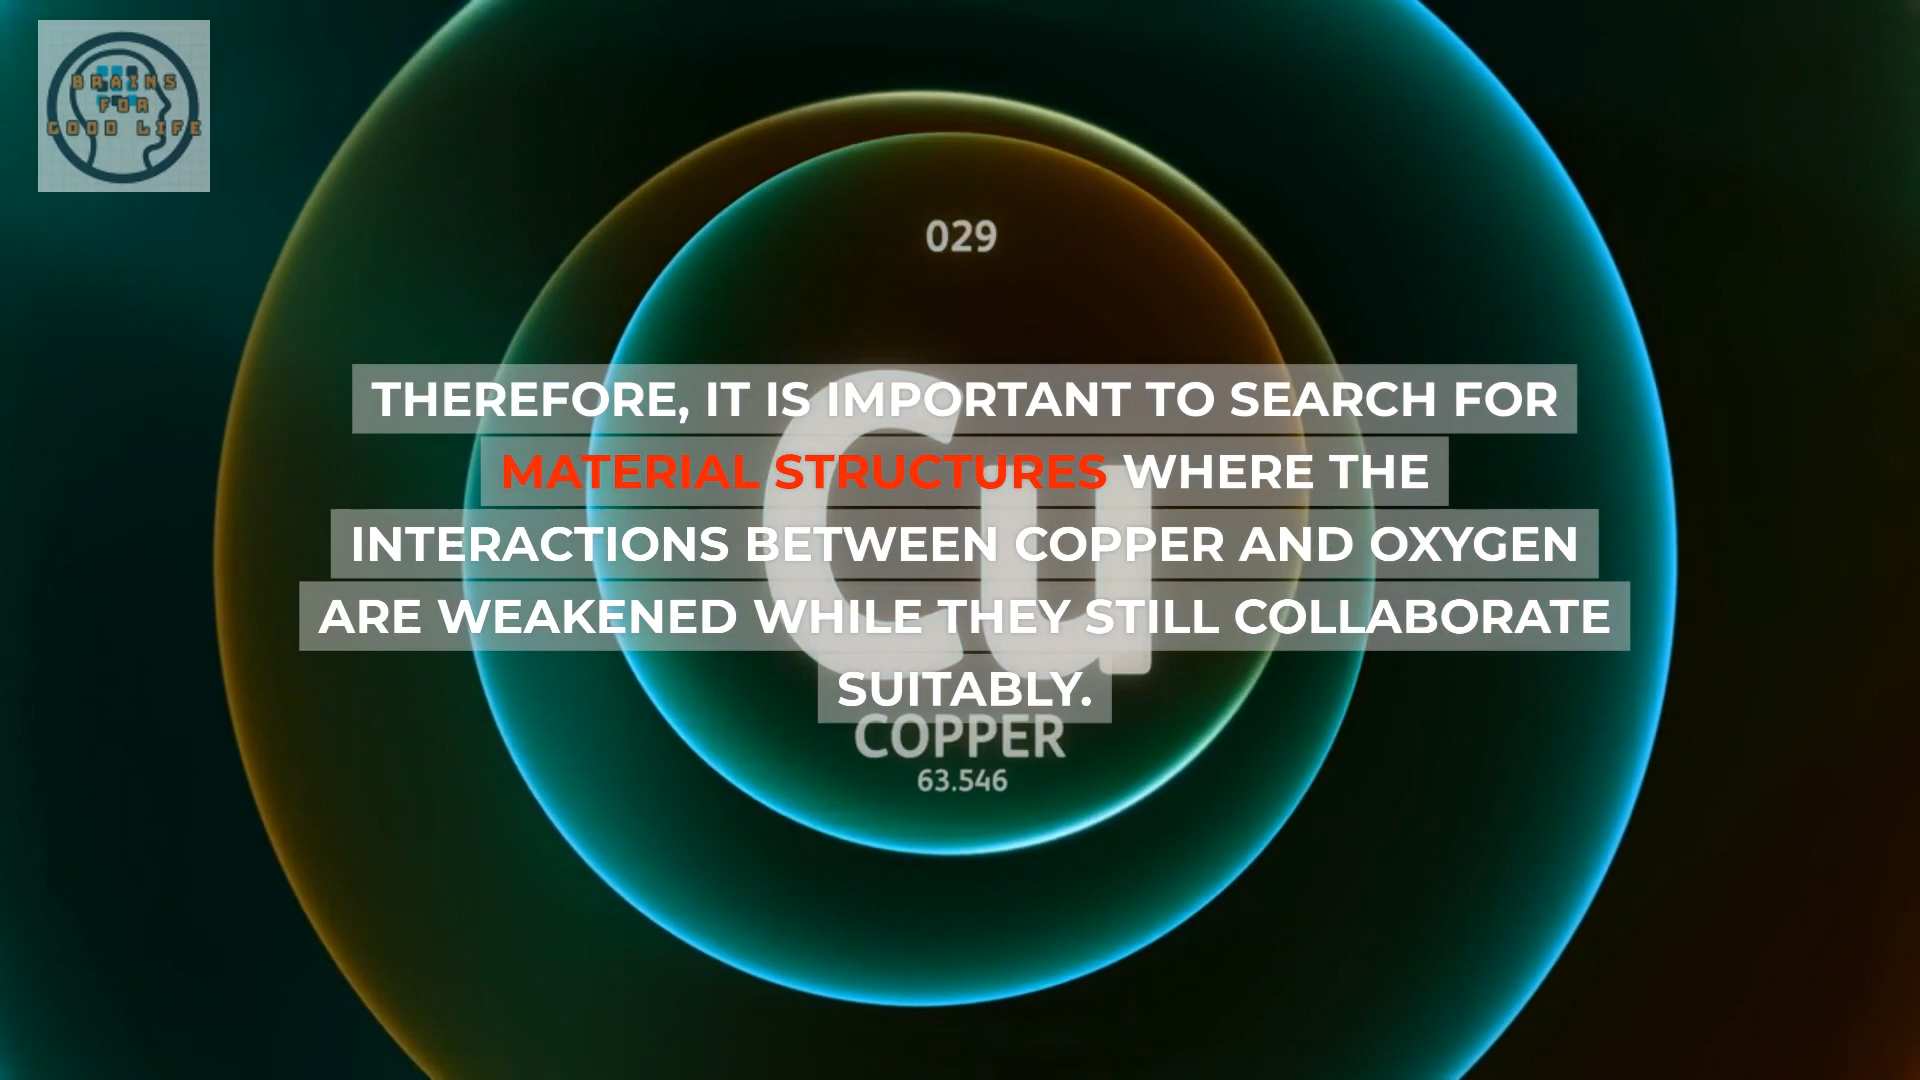 BRAINS
FOR
GOOD LIFE
029
Cu
THEREFORE, IT IS IMPORTANT TO SEARCH FOR
MATERIAL STRUCTURES WHERE THE
INTERACTIONS BETWEEN COPPER AND OXYGEN
ARE WEAKENED WHILE THEY STILL COLLABORATE
SUITABLY.
COPPER
63.546